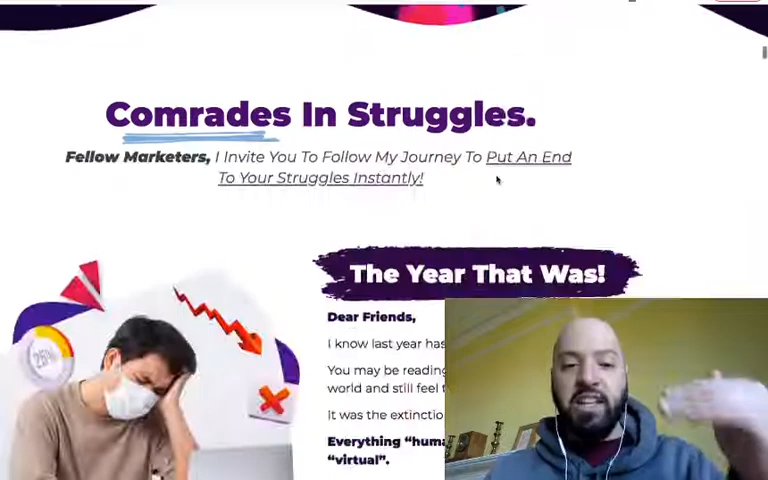 Comrades In Struggles.
Fellow Marketers, I Invite You To Follow My Journey To Put An End
To Your Struggles Instantly!
The Year That Was!
Dear Friends,
I know last year has
You may be reading
world and still feel
It was the extinctio
Everything “huma
“virtual”.
25%